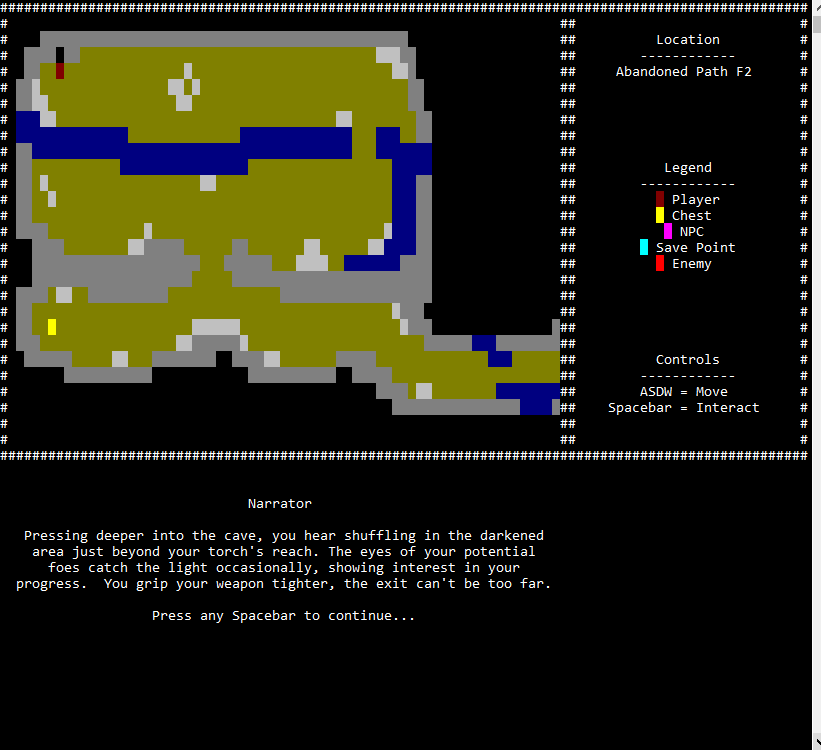 Location
------------
Abandoned Path F2
Legend
------------
Player
Chest
NPC
Save Point
Enemy
Controls
------------
ASDW = Move
Spacebar = Interact
Narrator
Pressing deeper into the cave, you hear shuffling in the darkened
area just beyond your torch's reach. The eyes of your potential
foes catch the light occasionally, showing interest in your
progress.  You grip your weapon tighter, the exit can't be too far.
Press any Spacebar to continue...